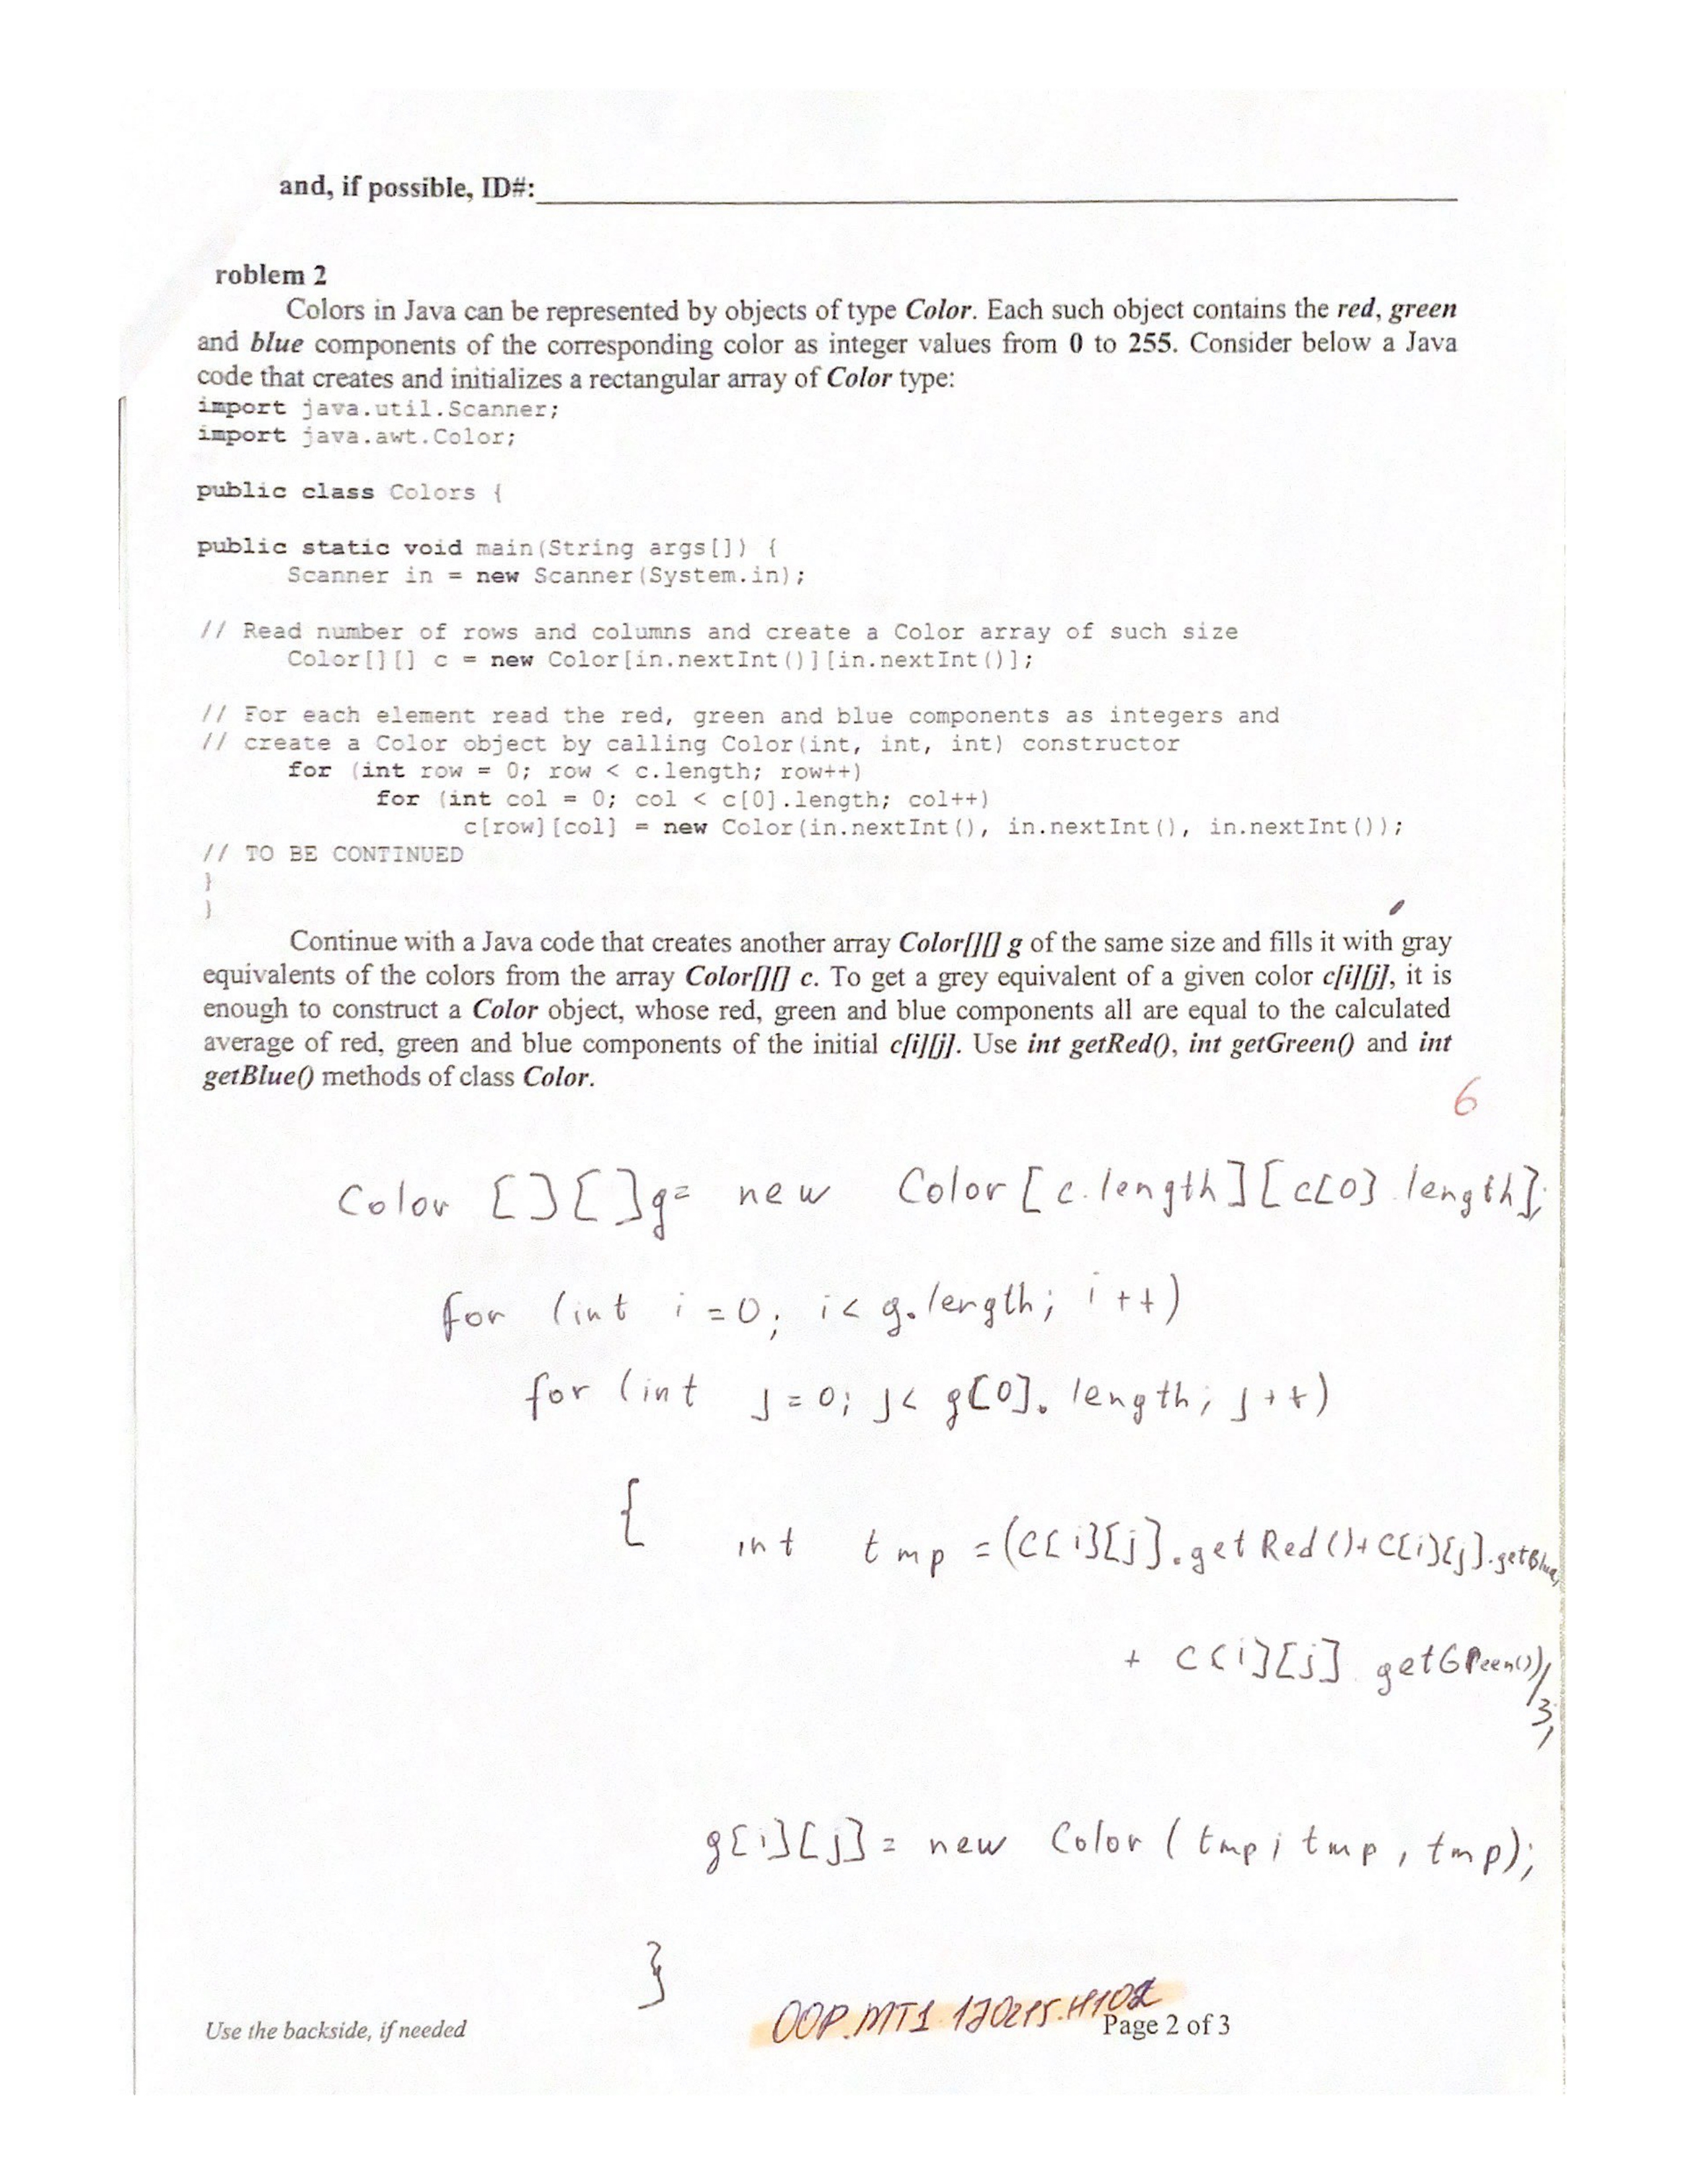 and, if possible, ID#:
roblem 2
Colors in Java can be represented by objects of type Color. Each such object contains the red, green
and blue components of the corresponding color as integer values from 0 to 255. Consider below a Java
code that creates and initializes a rectangular array of Color type:
import java.util.Scanner;
import java.awt.Color;
public class Colors {
public static void main(String args[]) {
Scanner in = new Scanner(System.in);
// Read number of rows and columns and create a Color array of such size
Color[][] c = new Color[in.nextInt()][in.nextInt()];
// For each element read the red, green and blue components as integers and
// create a Color object by calling Color(int, int, int) constructor
for (int row = 0; row < c.length; row++)
for (int col = 0; col < c[0].length; col++)
c[row][col] = new Color(in.nextInt(), in.nextInt(), in.nextInt());
// TO BE CONTINUED
}
}
Continue with a Java code that creates another array Color[][] g of the same size and fills it with gray
equivalents of the colors from the array Color[][] c. To get a grey equivalent of a given color c[i][j], it is
enough to construct a Color object, whose red, green and blue components all are equal to the calculated
average of red, green and blue components of the initial c[i][j]. Use int getRed(), int getGreen() and int
getBlue() methods of class Color.
6
Color [][]g= new Color[c.length][c[0].length];
for (int i=0; i<g.length; i++)
for (int j=0; j<g[0].length; j++)
{ int tmp =(c[i][j].getRed()+c[i][j].getBlue,
+ c[i][j].getGreen())/
3;
g[i][j]= new Color (tmp; tmp, tmp);
}
Use the backside, if needed
OOP.MT1.170215.H102
Page 2 of 3